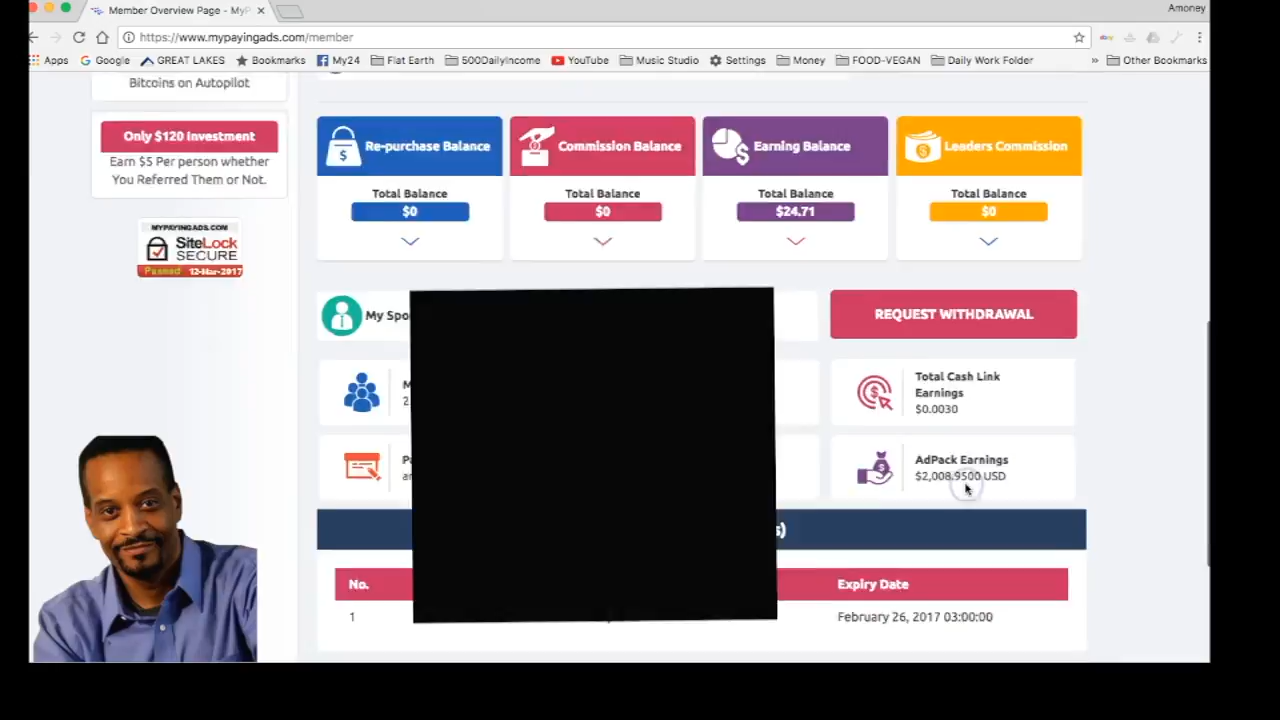 Member Overview Page - MyP
Amoney
https://www.mypayingads.com/member
Apps
Google
GREAT LAKES
Bookmarks
My24
Flat Earth
500DailyIncome
YouTube
Music Studio
Settings
Money
FOOD-VEGAN
Daily Work Folder
»
Other Bookmarks
Bitcoins on Autopilot
Only $120 Investment
Earn $5 Per person whether
You Referred Them or Not.
MYPAYINGADS.COM
SiteLock
SECURE
Passed 12-Mar-2017
Re-purchase Balance
Total Balance
$0
Commission Balance
Total Balance
$0
Earning Balance
Total Balance
$24.71
Leaders Commission
Total Balance
$0
My Spo
REQUEST WITHDRAWAL
M
2
Total Cash Link
Earnings
$0.0030
P
a
AdPack Earnings
$2,008.9500 USD
s)
No.
Expiry Date
1
February 26, 2017 03:00:00